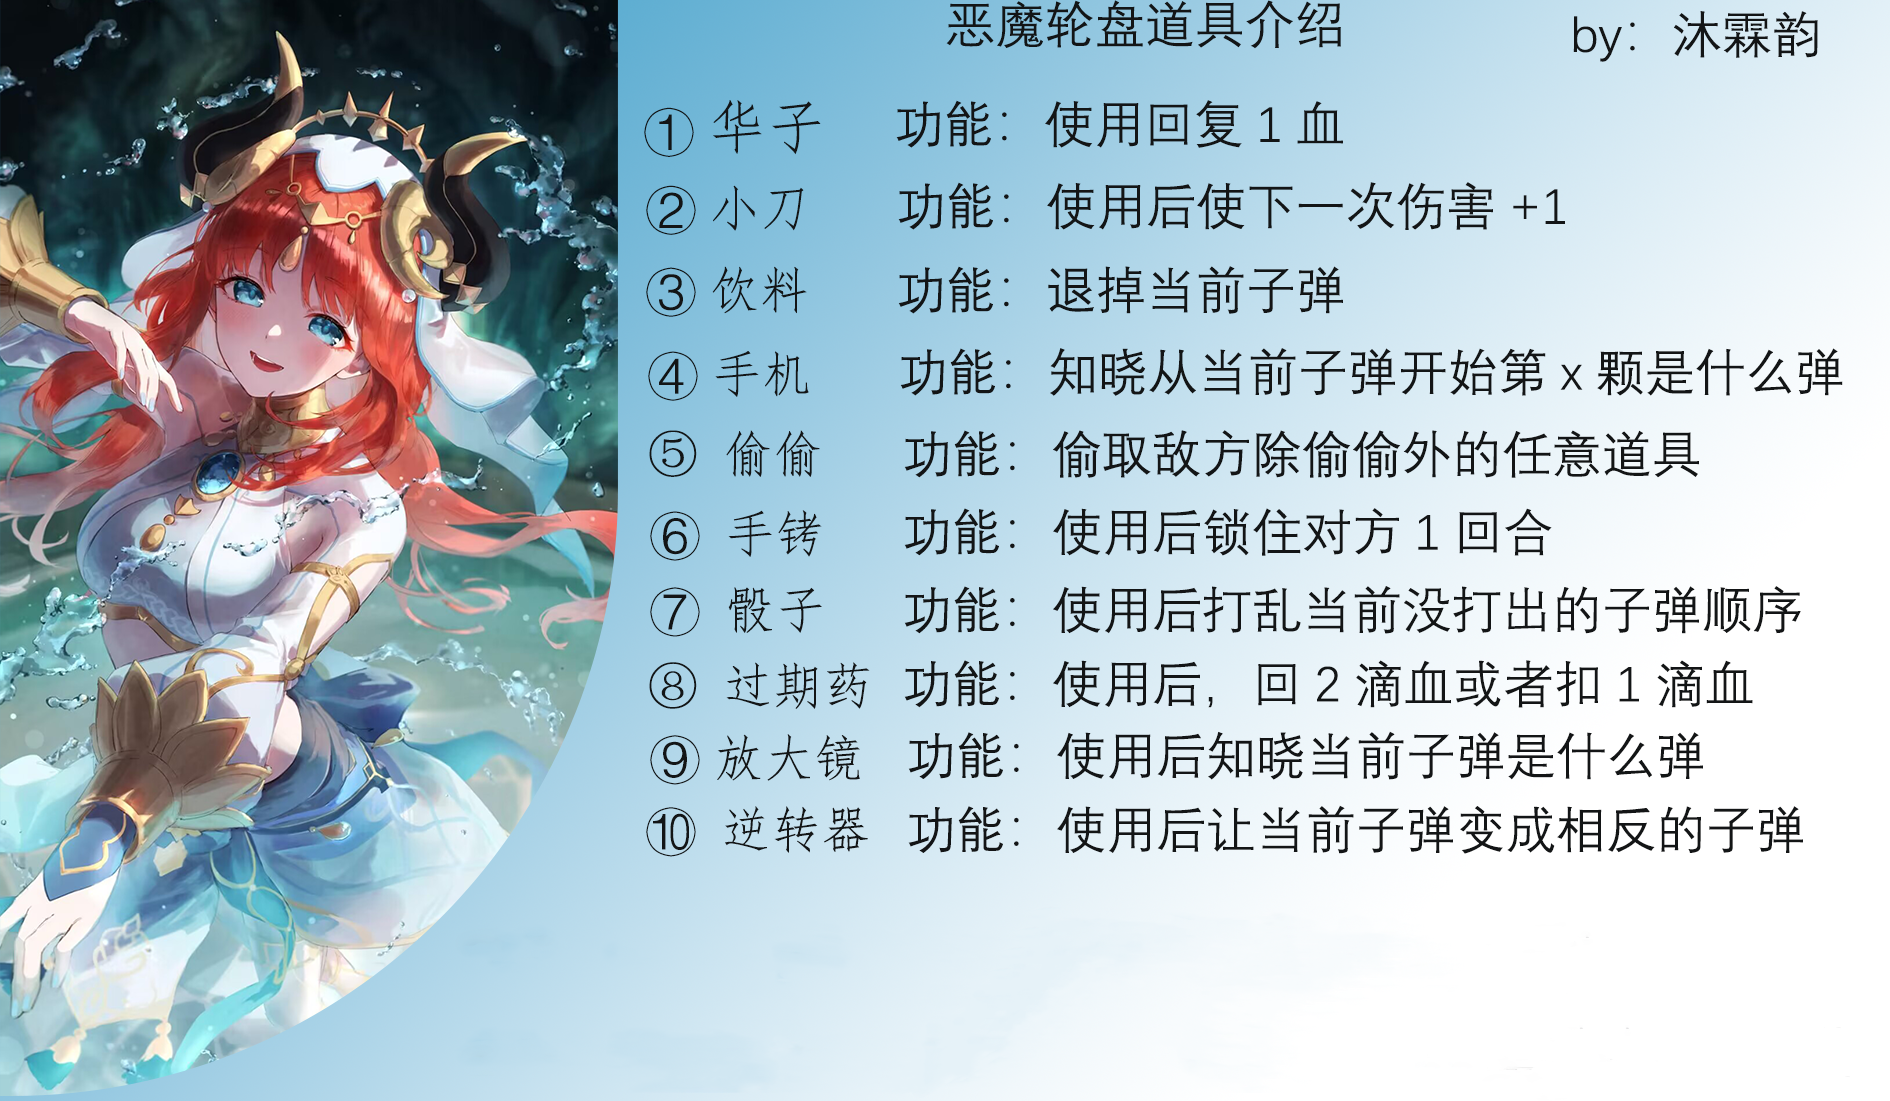 恶魔轮盘道具介绍 by：沐霖韵
① 华子 功能：使用回复 1 血
② 小刀 功能：使用后使下一次伤害 +1
③ 饮料 功能：退掉当前子弹
④ 手机 功能：知晓从当前子弹开始第 x 颗是什么弹
⑤ 偷偷 功能：偷取敌方除偷偷外的任意道具
⑥ 手铐 功能：使用后锁住对方 1 回合
⑦ 骰子 功能：使用后打乱当前没打出的子弹顺序
⑧ 过期药 功能：使用后，回 2 滴血或者扣 1 滴血
⑨ 放大镜 功能：使用后知晓当前子弹是什么弹
⑩ 逆转器 功能：使用后让当前子弹变成相反的子弹